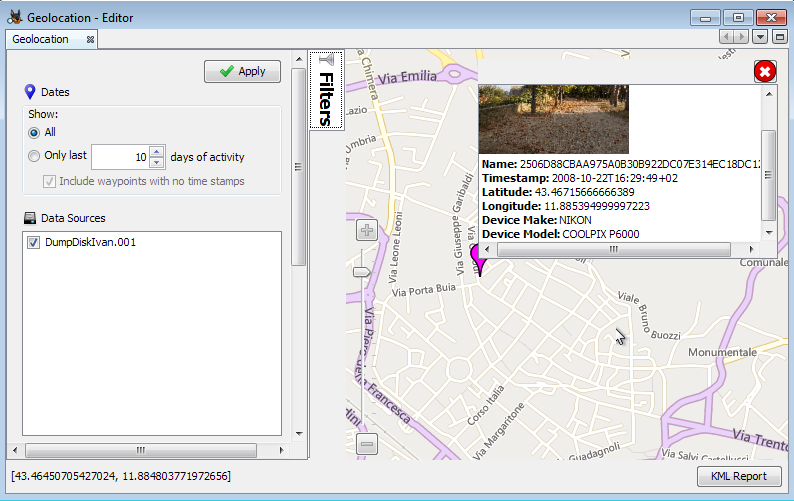 Geolocation - Editor
Geolocation
Apply
Dates
Show:
All
Only last 10 days of activity
Include waypoints with no time stamps
Data Sources
DumpDiskIvan.001
Filters
Via Emilia
Chimera
Via Leone Leoni
Via Giuseppe Garibaldi
Via Porta Buia
Via Francesca
Corso Italia
Via Margaritone
Guadagnoli
Viale Bruno Buozzi
Monumentale
Comunale
Via Trento
Via Salvi Castellucci
Name: 2506D88CBAA975A0B30B922DC07E314EC18DC12
Timestamp: 2008-10-22T16:29:49+02
Latitude: 43.46715666666389
Longitude: 11.885394999997223
Device Make: NIKON
Device Model: COOLPIX P6000
[43.46450705427024, 11.884803771972656]
KML Report